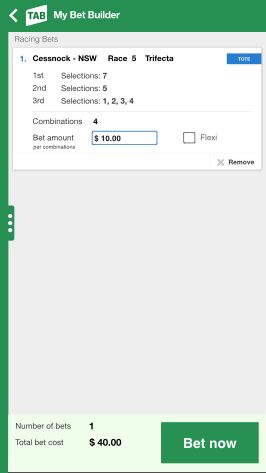 TAB My Bet Builder
Racing Bets
1. Cessnock - NSW Race 5 Trifecta TOTE
1st Selections: 7
2nd Selections: 5
3rd Selections: 1, 2, 3, 4
Combinations 4
Bet amount $ 10.00 Flexi
per combinations
Remove
Number of bets 1
Total bet cost $ 40.00
Bet now